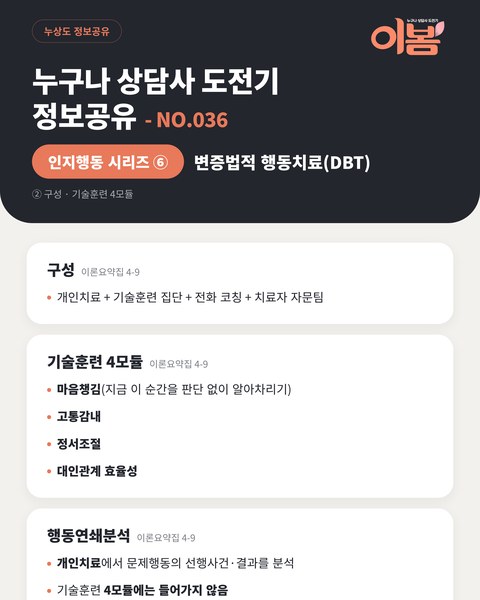 누상도 정보공유
누구나 상담사 도전기
이봄
누구나 상담사 도전기
정보공유 - NO.036
인지행동 시리즈 ⑥ 변증법적 행동치료(DBT)
② 구성 · 기술훈련 4모듈
구성 이론요약집 4-9
• 개인치료 + 기술훈련 집단 + 전화 코칭 + 치료자 자문팀
기술훈련 4모듈 이론요약집 4-9
• 마음챙김(지금 이 순간을 판단 없이 알아차리기)
• 고통감내
• 정서조절
• 대인관계 효율성
행동연쇄분석 이론요약집 4-9
• 개인치료에서 문제행동의 선행사건·결과를 분석
• 기술훈련 4모듈에는 들어가지 않음